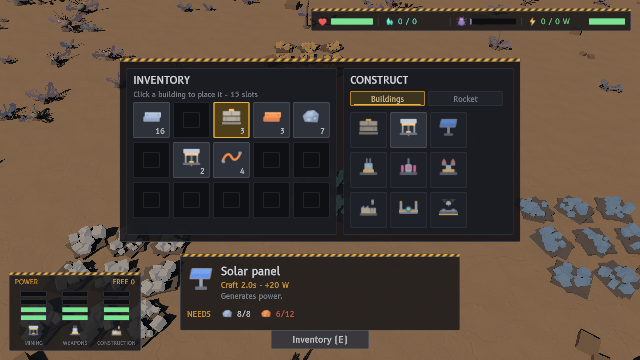 0 / 0
0 / 0 W
INVENTORY
Click a building to place it - 15 slots
16
3
3
7
2
4
CONSTRUCT
Buildings
Rocket
POWER
FREE 0
MINING
WEAPONS
CONSTRUCTION
Solar panel
Craft 2.0s - +20 W
Generates power.
NEEDS 8/8 6/12
Inventory [E]